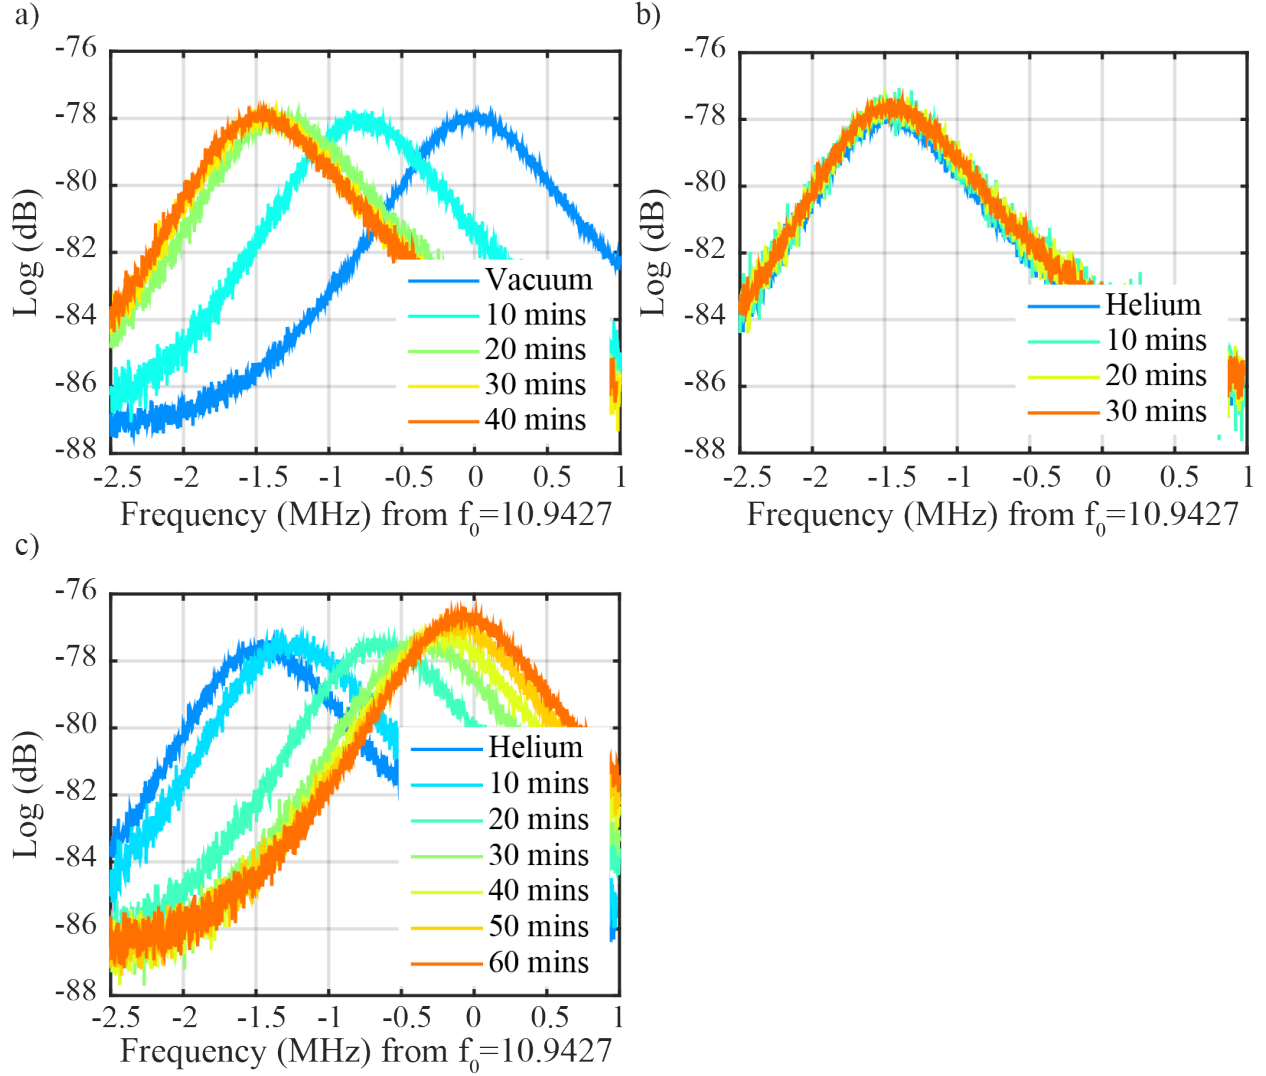 a)
-76
-78
-80
-82
-84
-86
-88
Log (dB)
Vacuum
10 mins
20 mins
30 mins
40 mins
-2.5 -2 -1.5 -1 -0.5 0 0.5 1
Frequency (MHz) from f0=10.9427
b)
-76
-78
-80
-82
-84
-86
-88
Log (dB)
Helium
10 mins
20 mins
30 mins
-2.5 -2 -1.5 -1 -0.5 0 0.5 1
Frequency (MHz) from f0=10.9427
c)
-76
-78
-80
-82
-84
-86
-88
Log (dB)
Helium
10 mins
20 mins
30 mins
40 mins
50 mins
60 mins
-2.5 -2 -1.5 -1 -0.5 0 0.5 1
Frequency (MHz) from f0=10.9427